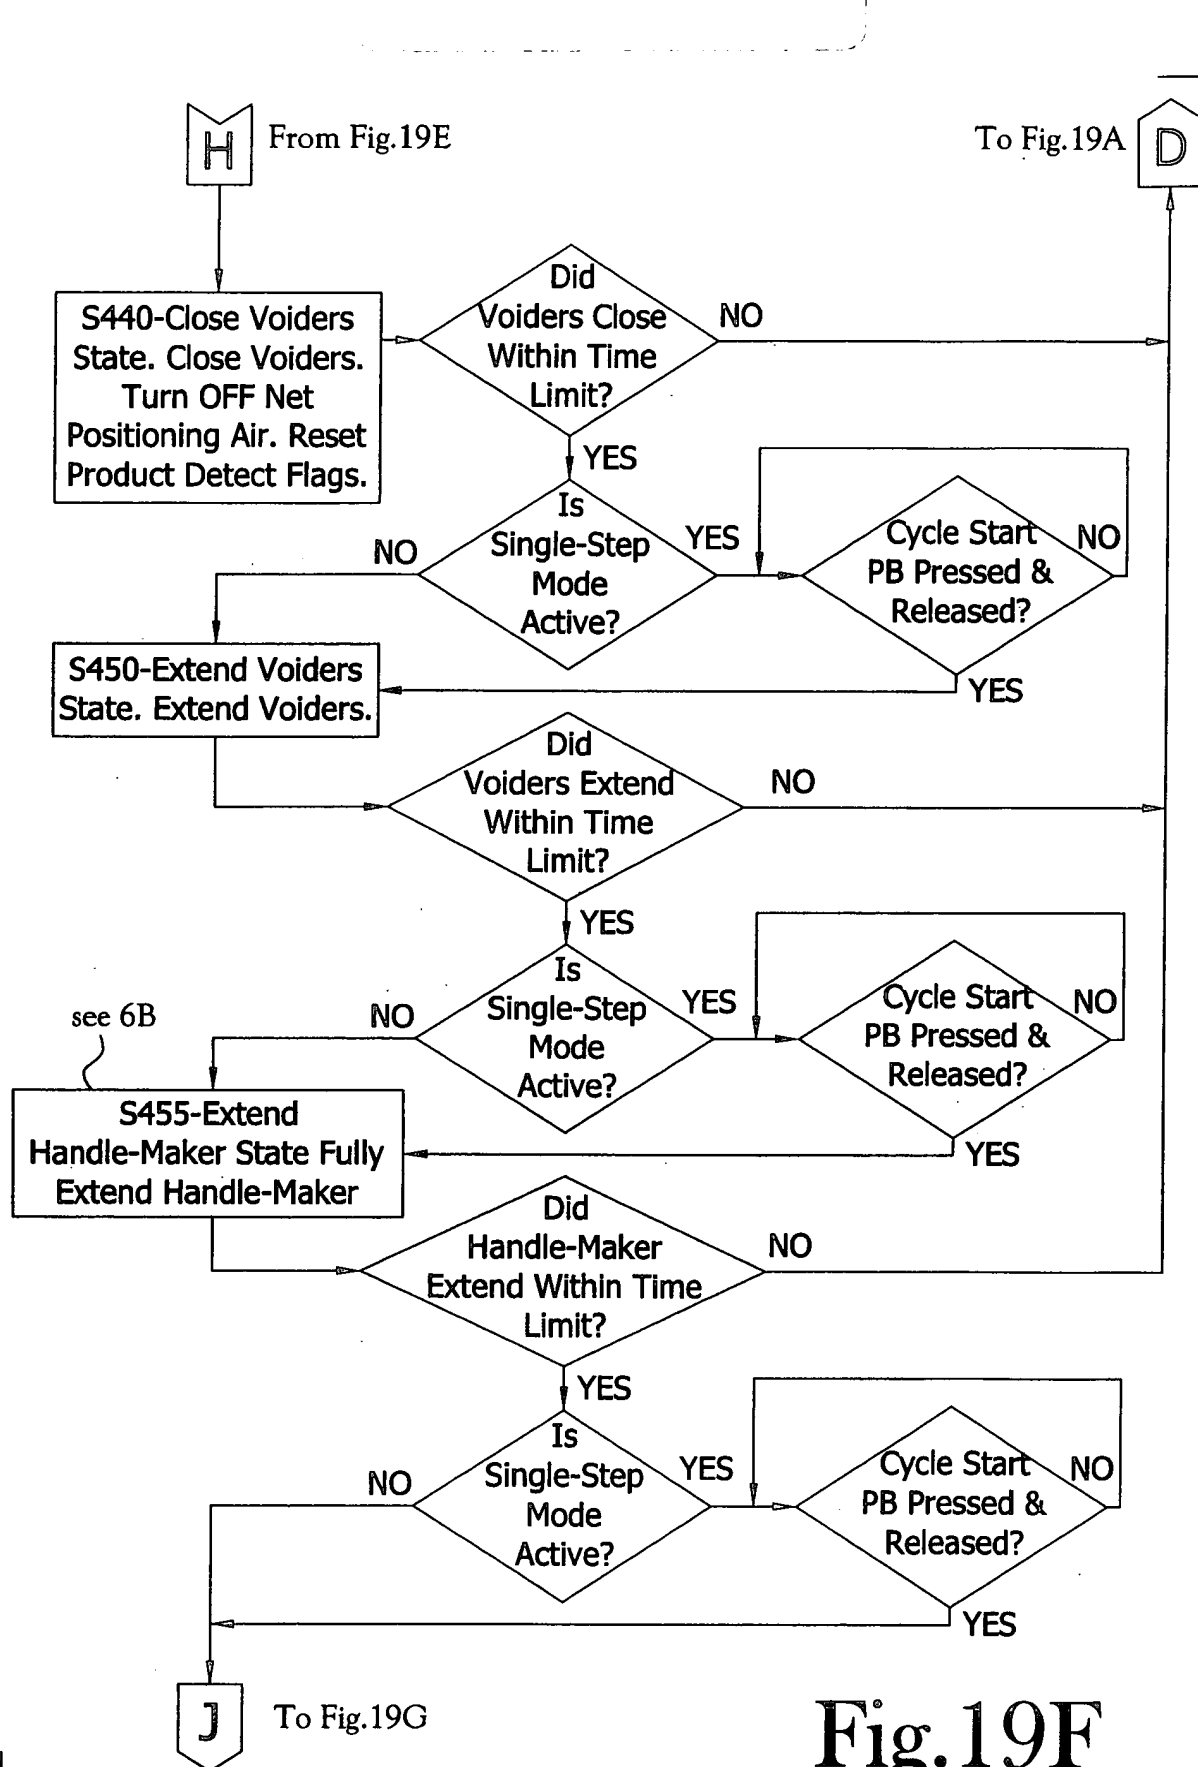 H
From Fig.19E
To Fig.19A
D
S440-Close Voiders
State. Close Voiders.
Turn OFF Net
Positioning Air. Reset
Product Detect Flags.
Did
Voiders Close
Within Time
Limit?
NO
YES
Is
Single-Step
Mode
Active?
NO
YES
Cycle Start
PB Pressed &
Released?
NO
YES
S450-Extend Voiders
State. Extend Voiders.
Did
Voiders Extend
Within Time
Limit?
NO
YES
Is
Single-Step
Mode
Active?
NO
YES
Cycle Start
PB Pressed &
Released?
NO
YES
see 6B
S455-Extend
Handle-Maker State Fully
Extend Handle-Maker
Did
Handle-Maker
Extend Within Time
Limit?
NO
YES
Is
Single-Step
Mode
Active?
NO
YES
Cycle Start
PB Pressed &
Released?
NO
YES
J
To Fig.19G
Fig.19F